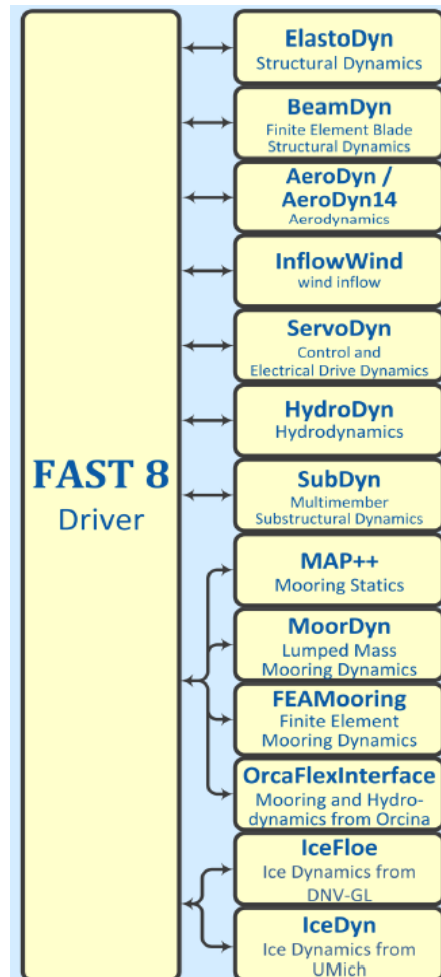 FAST 8
Driver
ElastoDyn
Structural Dynamics
BeamDyn
Finite Element Blade
Structural Dynamics
AeroDyn /
AeroDyn14
Aerodynamics
InflowWind
wind inflow
ServoDyn
Control and
Electrical Drive Dynamics
HydroDyn
Hydrodynamics
SubDyn
Multimember
Substructural Dynamics
MAP++
Mooring Statics
MoorDyn
Lumped Mass
Mooring Dynamics
FEAMooring
Finite Element
Mooring Dynamics
OrcaFlexInterface
Mooring and Hydro-
dynamics from Orcina
IceFloe
Ice Dynamics from
DNV-GL
IceDyn
Ice Dynamics from
UMich